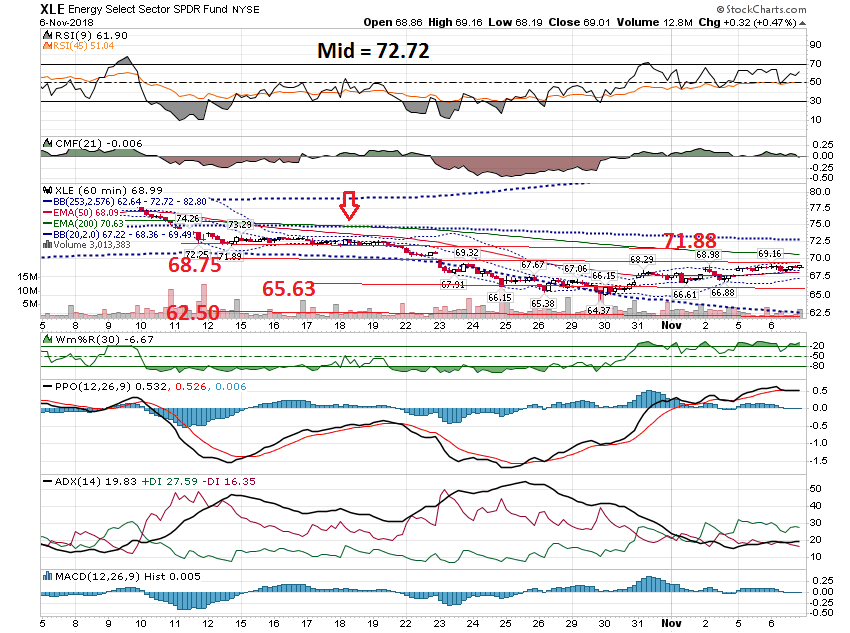 XLE Energy Select Sector SPDR Fund NYSE © StockCharts.com
6-Nov-2018 Open 68.86 High 69.16 Low 68.19 Close 69.01 Volume 12.8M Chg +0.32 (+0.47%)
RSI(9) 61.90
RSI(45) 51.04
Mid = 72.72
90
70
50
30
10
CMF(21) -0.006
0.25
0.00
-0.25
-0.50
XLE (60 min) 68.99
BB(253,2.576) 62.64 - 72.72 - 82.80
EMA(50) 68.09
EMA(200) 70.63
BB(20,2.0) 67.22 - 68.36 - 69.49
Volume 3,013,383
80.0
77.5
75.0
72.5
70.0
67.5
65.0
62.5
15M
10M
5M
74.26
73.29
72.25
71.89
68.75
65.63
62.50
71.88
69.32
67.91
66.15
67.67
65.38
67.06
66.15
64.37
68.29
66.61
68.98
66.88
69.16
5 8 9 10 11 12 15 16 17 18 19 22 23 24 25 26 29 30 31 Nov 2 5 6
Wm%R(30) -6.67
-20
-50
-80
PPO(12,26,9) 0.532, 0.526, 0.006
0.5
0.0
-0.5
-1.0
-1.5
ADX(14) 19.83 +DI 27.59 -DI 16.35
50
40
30
20
10
MACD(12,26,9) Hist 0.005
0.25
0.00
-0.25
-0.50
5 8 9 10 11 12 15 16 17 18 19 22 23 24 25 26 29 30 31 Nov 2 5 6